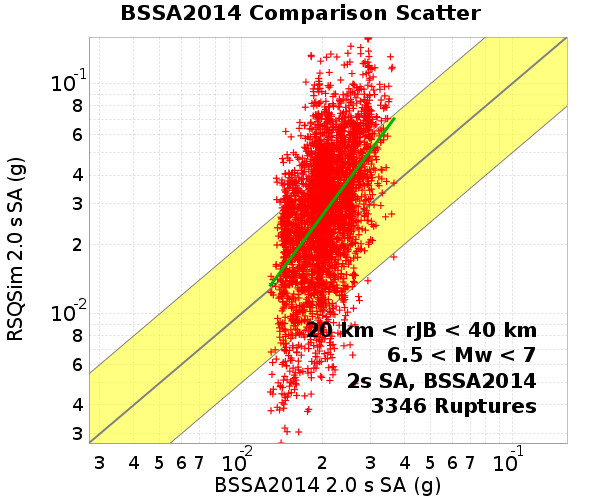 BSSA2014 Comparison Scatter
RSQSim 2.0 s SA (g)
10-1
8
6
4
3
2
10-2
8
6
4
3
20 km < rJB < 40 km
6.5 < Mw < 7
2s SA, BSSA2014
3346 Ruptures
3 4 5 6 7 10-2 2 3 4 5 6 7 10-1
BSSA2014 2.0 s SA (g)